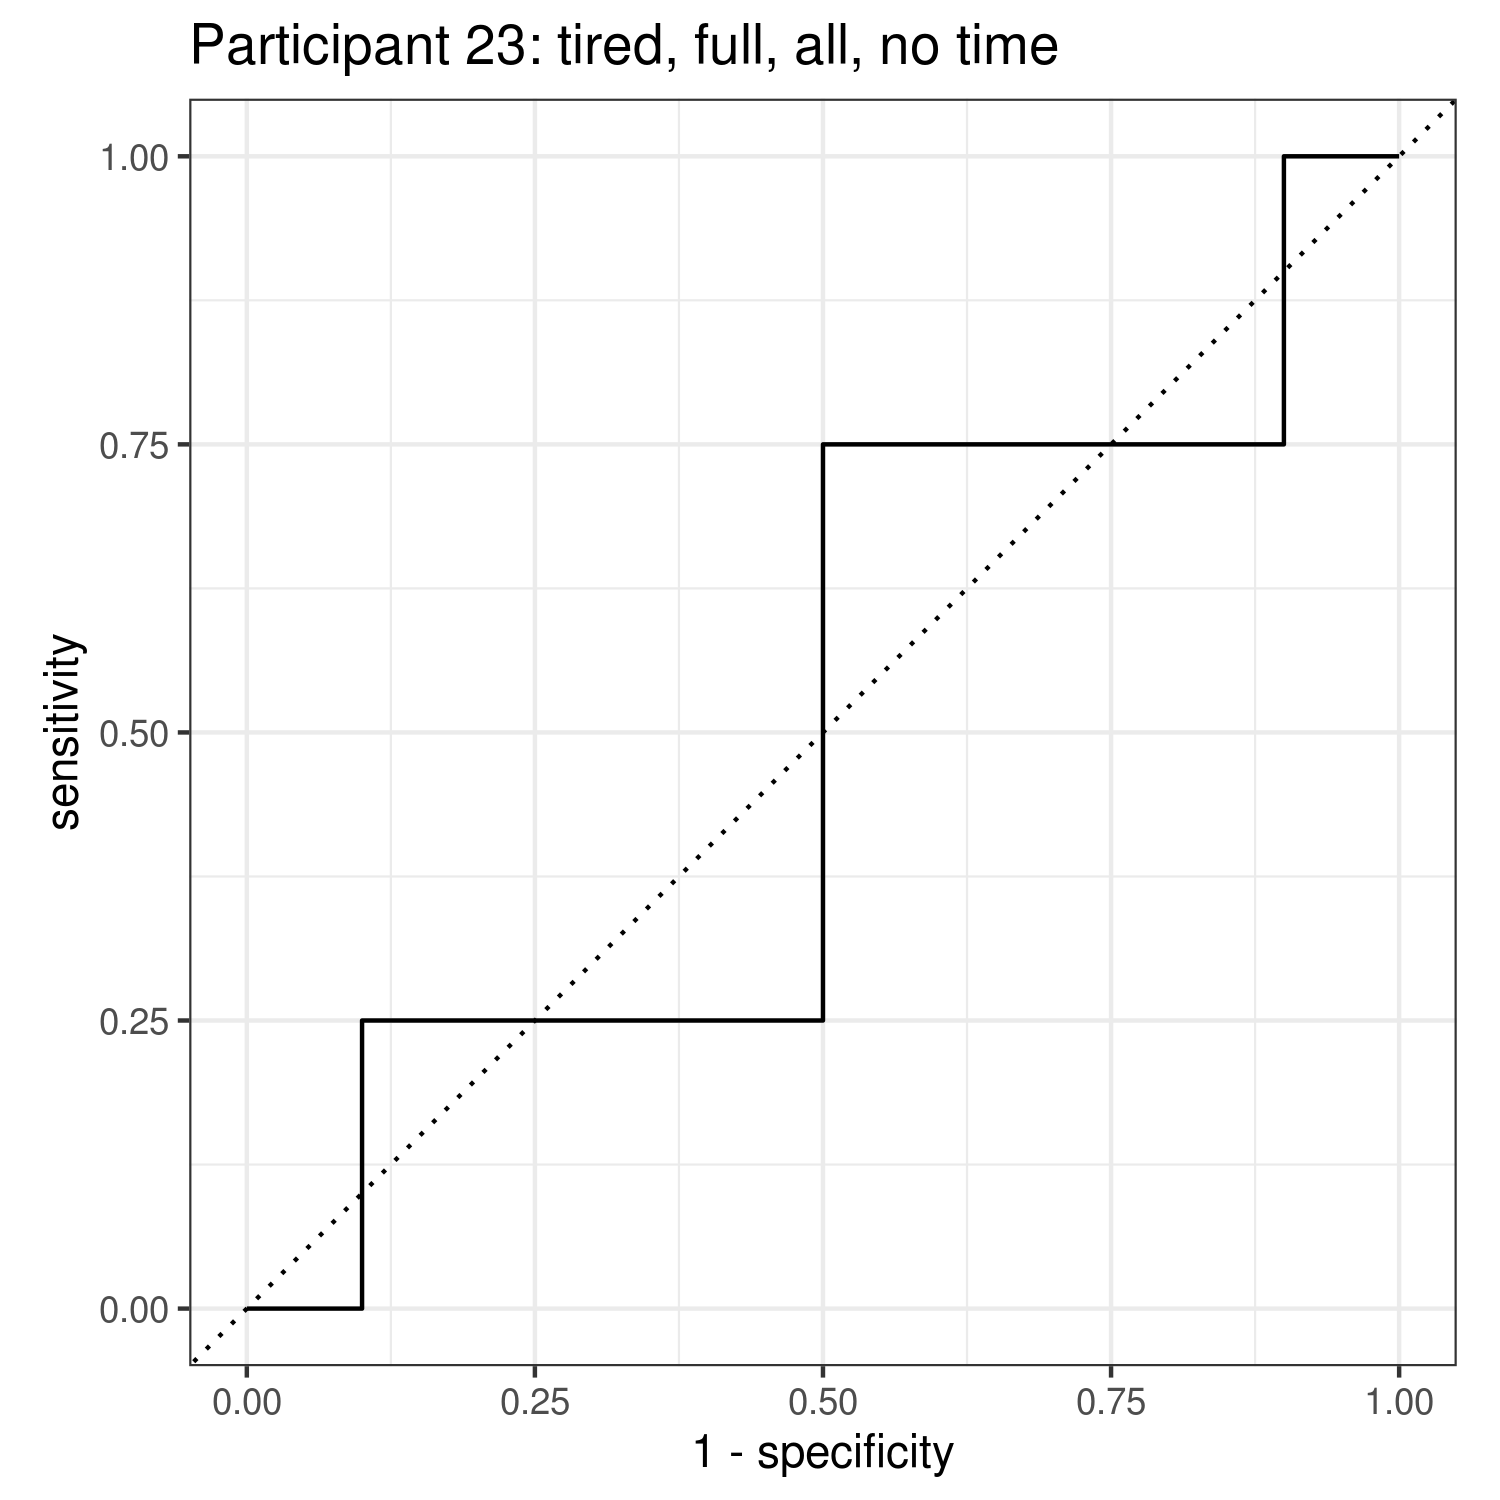 Participant 23: tired, full, all, no time
1.00
0.75
0.50
0.25
0.00
sensitivity
0.00 0.25 0.50 0.75 1.00
1 - specificity